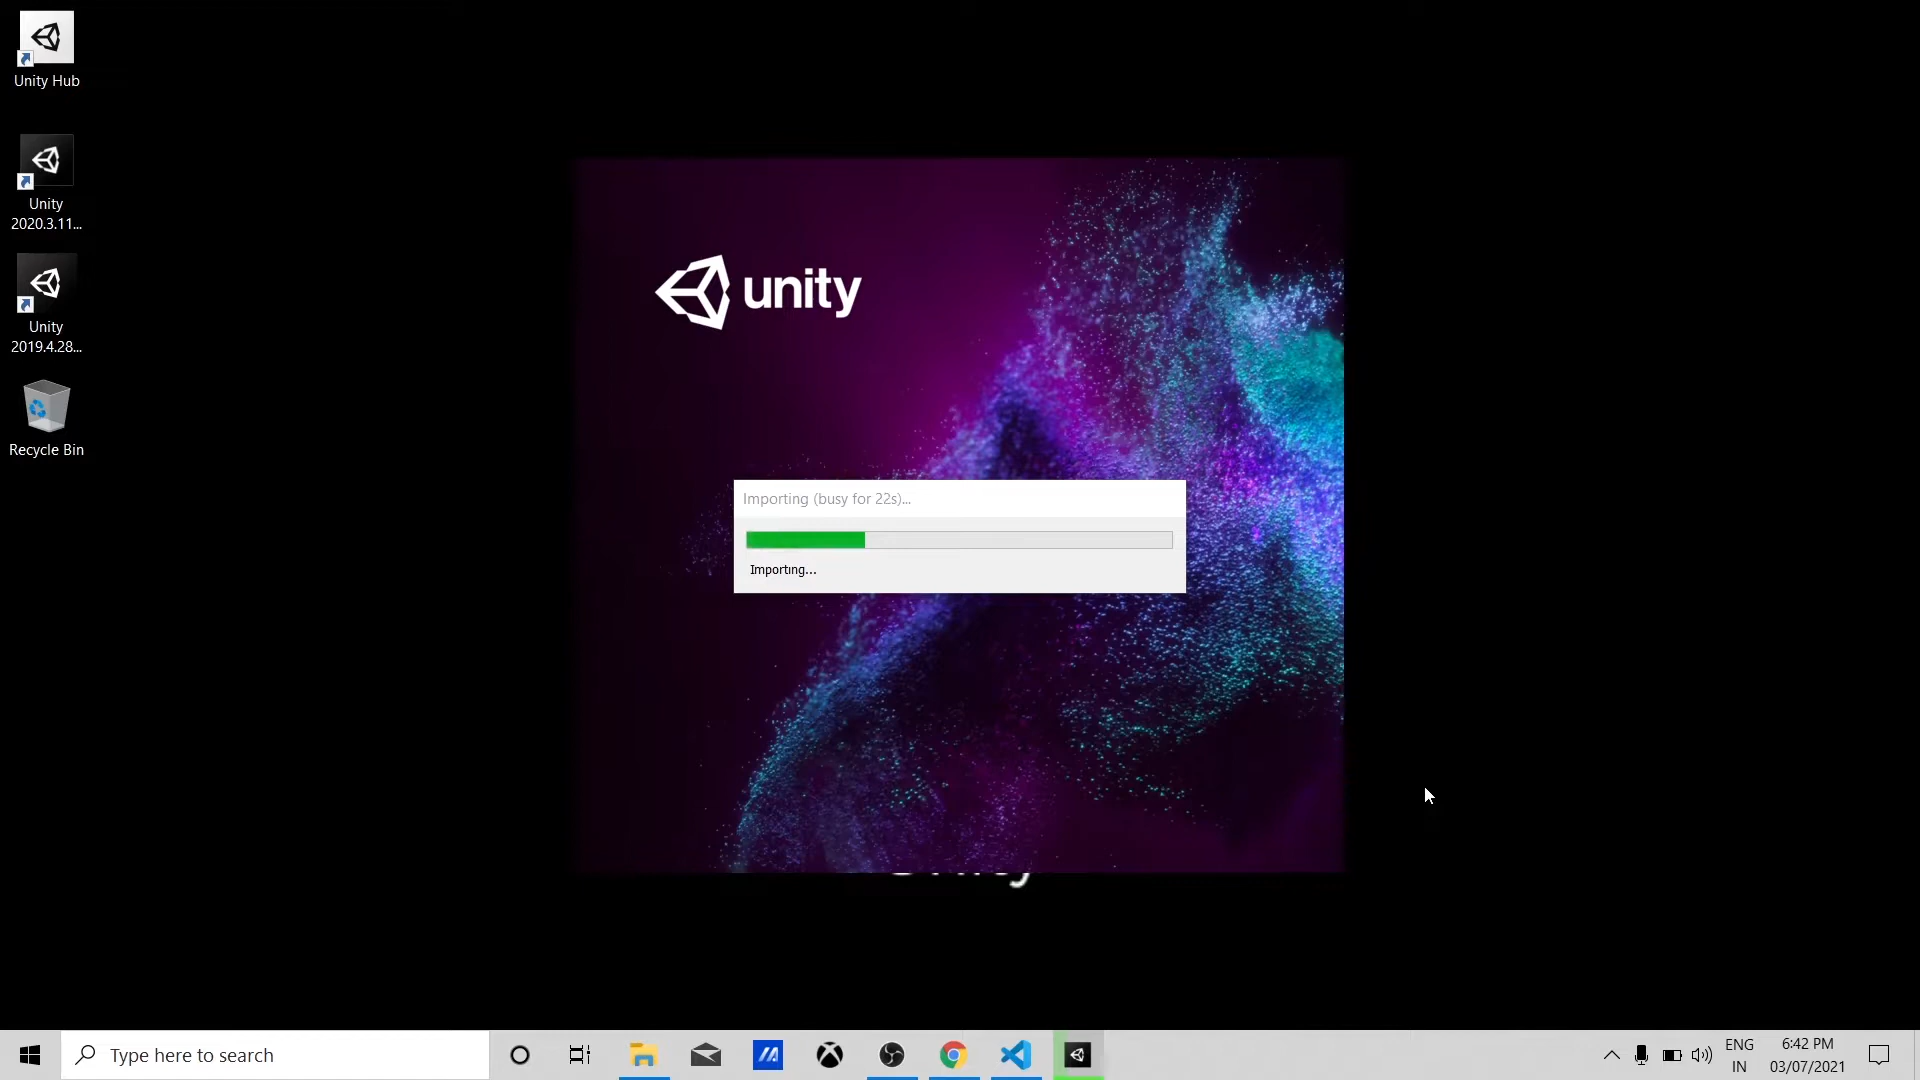 Unity Hub
Unity
2020.3.11...
Unity
2019.4.28...
Recycle Bin
unity
Importing (busy for 22s)...
Importing...
Type here to search
ENG
IN
6:42 PM
03/07/2021